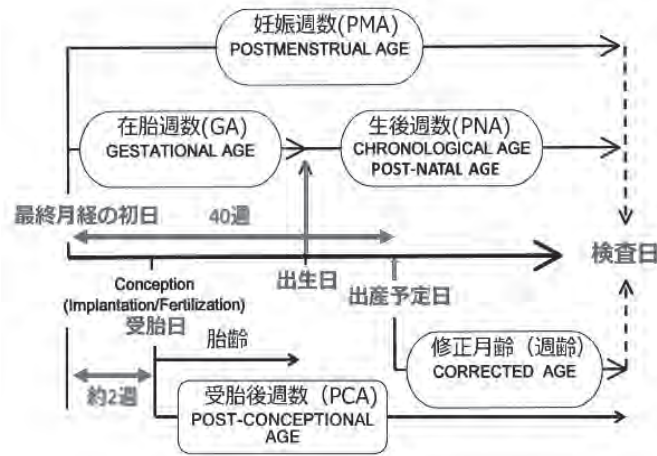 妊娠週数(PMA)
POSTMENSTRUAL AGE
在胎週数(GA)
GESTATIONAL AGE
生後週数(PNA)
CHRONOLOGICAL AGE
POST-NATAL AGE
最終月経の初日
40週
検査日
Conception
(Implantation/Fertilization)
受胎日
出生日
出産予定日
胎齢
約2週
修正月齢（週齢）
CORRECTED AGE
受胎後週数（PCA）
POST-CONCEPTIONAL
AGE